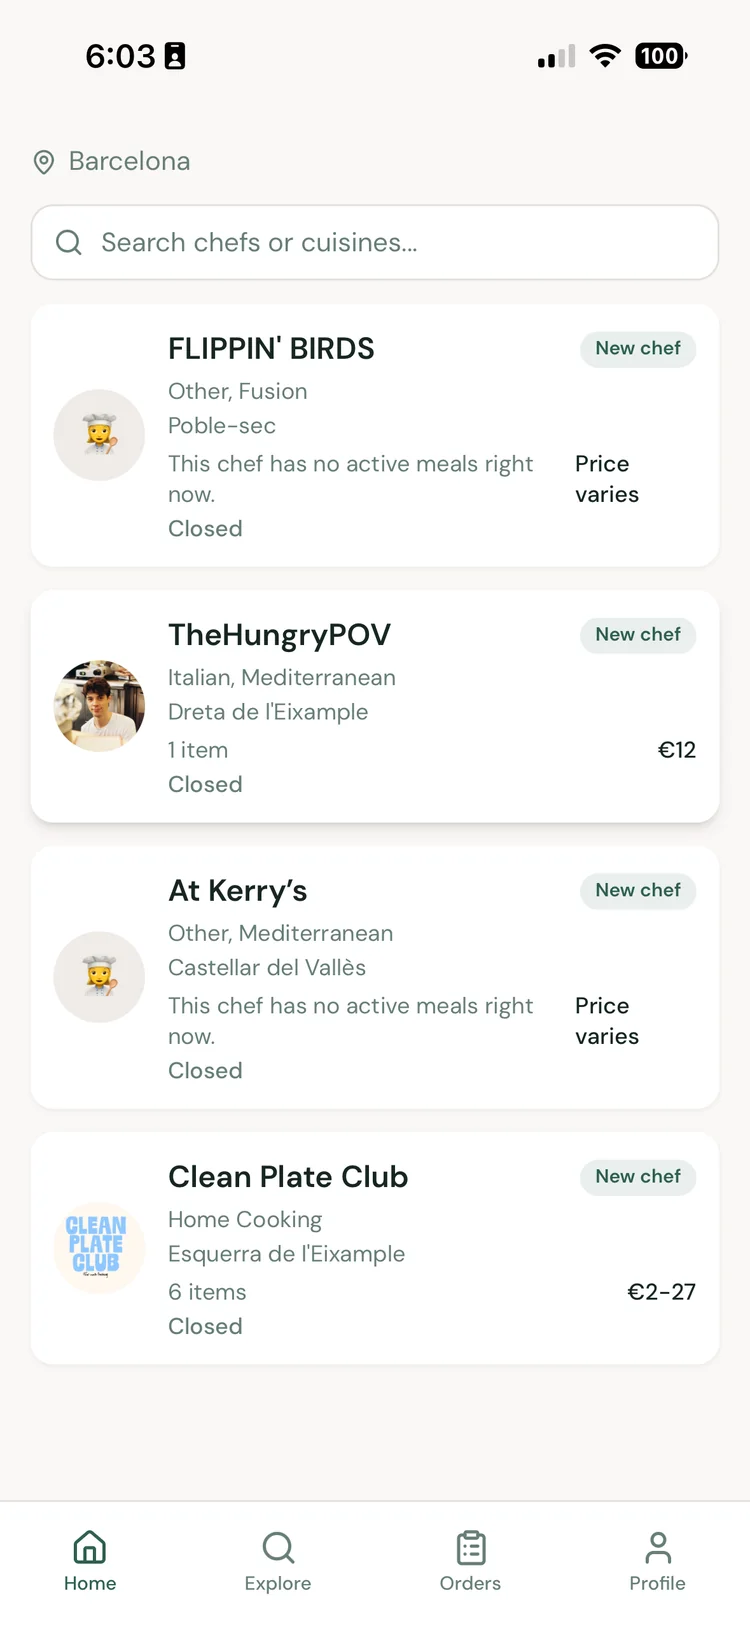 6:03
100
Barcelona
Search chefs or cuisines...
FLIPPIN' BIRDS
New chef
Other, Fusion
Poble-sec
This chef has no active meals right
now.
Price
varies
Closed
TheHungryPOV
New chef
Italian, Mediterranean
Dreta de l'Eixample
1 item
€12
Closed
At Kerry’s
New chef
Other, Mediterranean
Castellar del Vallès
This chef has no active meals right
now.
Price
varies
Closed
CLEAN
PLATE
CLUB
Clean Plate Club
New chef
Home Cooking
Esquerra de l'Eixample
6 items
€2-27
Closed
Home
Explore
Orders
Profile